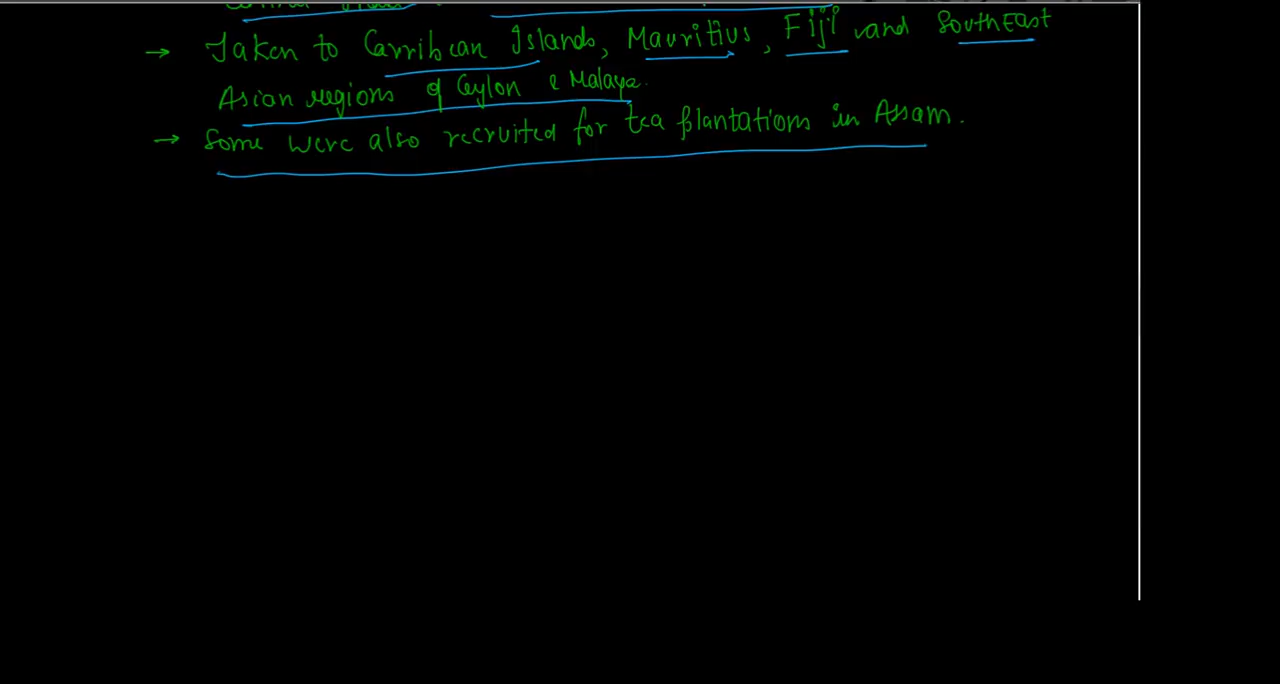 → Taken to Carribean Islands, Mauritius, Fiji and SouthEast
Asian regions of Ceylon & Malaya.
→ Some were also recruited for tea plantations in Assam.